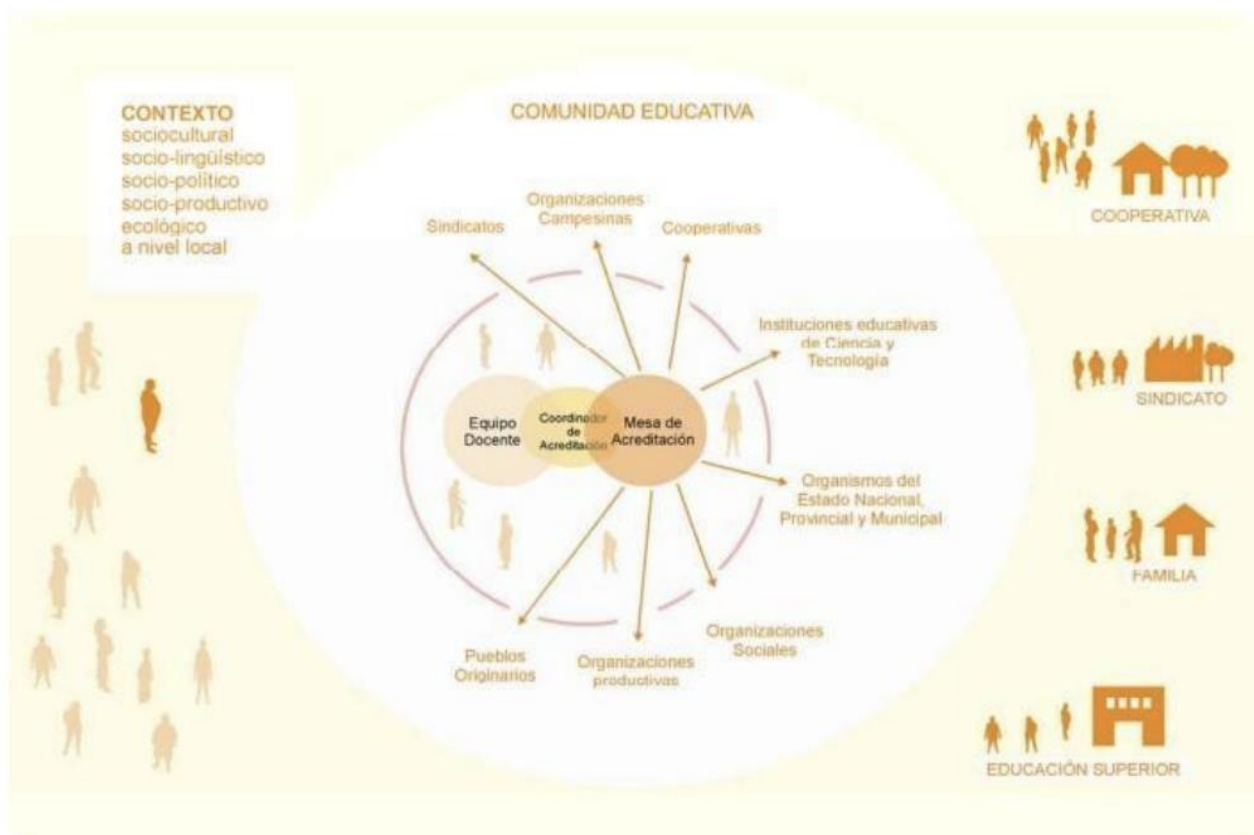 CONTEXTO
sociocultural
socio-lingüístico
socio-político
socio-productivo
ecológico
a nivel local
COMUNIDAD EDUCATIVA
Sindicatos
Organizaciones
Campesinas
Cooperativas
Instituciones educativas
de Ciencia y
Tecnología
Equipo
Docente
Coordinador
de
Acreditación
Mesa de
Acreditación
Organismos del
Estado Nacional,
Provincial y Municipal
Organizaciones
Sociales
Organizaciones
productivas
Pueblos
Originarios
COOPERATIVA
SINDICATO
FAMILIA
EDUCACIÓN SUPERIOR